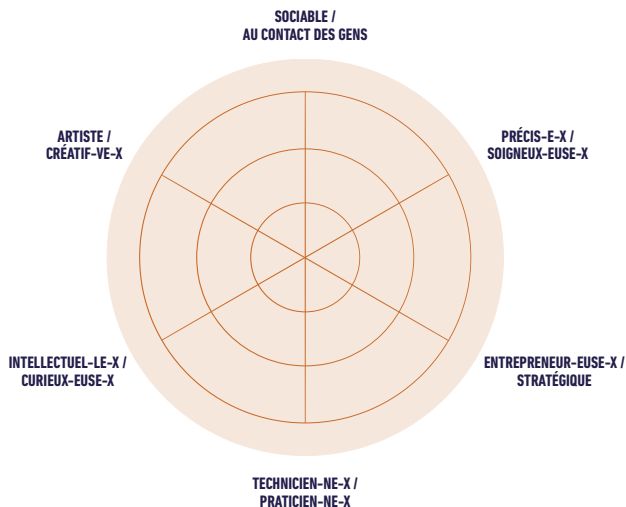 SOCIABLE /
AU CONTACT DES GENS
ARTISTE /
CRÉATIF-VE-X
PRÉCIS-E-X /
SOIGNEUX-EUSE-X
INTELLECTUEL-LE-X /
CURIEUX-EUSE-X
ENTREPRENEUR-EUSE-X /
STRATÉGIQUE
TECHNICIEN-NE-X /
PRATICIEN-NE-X